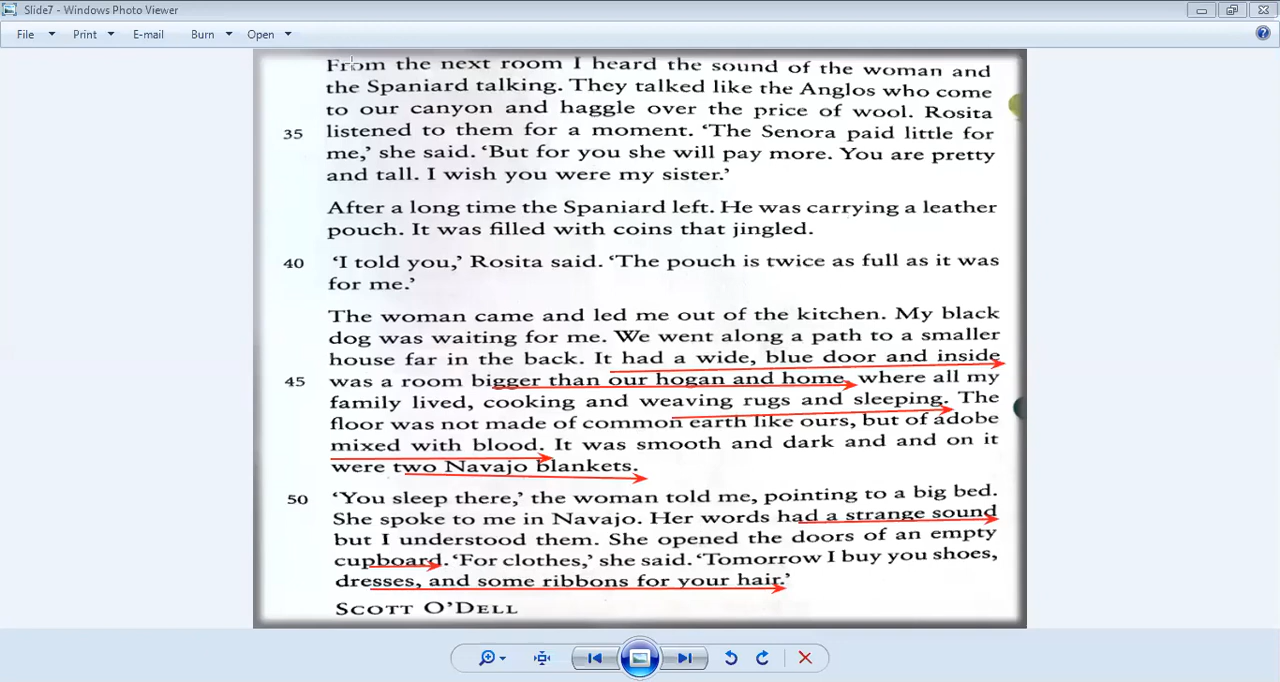 Slide7 - Windows Photo Viewer
File Print E-mail Burn Open
From the next room I heard the sound of the woman and
the Spaniard talking. They talked like the Anglos who come
to our canyon and haggle over the price of wool. Rosita
35 listened to them for a moment. ‘The Senora paid little for
me,’ she said. ‘But for you she will pay more. You are pretty
and tall. I wish you were my sister.’
After a long time the Spaniard left. He was carrying a leather
pouch. It was filled with coins that jingled.
40 ‘I told you,’ Rosita said. ‘The pouch is twice as full as it was
for me.’
The woman came and led me out of the kitchen. My black
dog was waiting for me. We went along a path to a smaller
house far in the back. It had a wide, blue door and inside
45 was a room bigger than our hogan and home, where all my
family lived, cooking and weaving rugs and sleeping. The
floor was not made of common earth like ours, but of adobe
mixed with blood. It was smooth and dark and and on it
were two Navajo blankets.
50 ‘You sleep there,’ the woman told me, pointing to a big bed.
She spoke to me in Navajo. Her words had a strange sound
but I understood them. She opened the doors of an empty
cupboard. ‘For clothes,’ she said. ‘Tomorrow I buy you shoes,
dresses, and some ribbons for your hair.’
SCOTT O’DELL